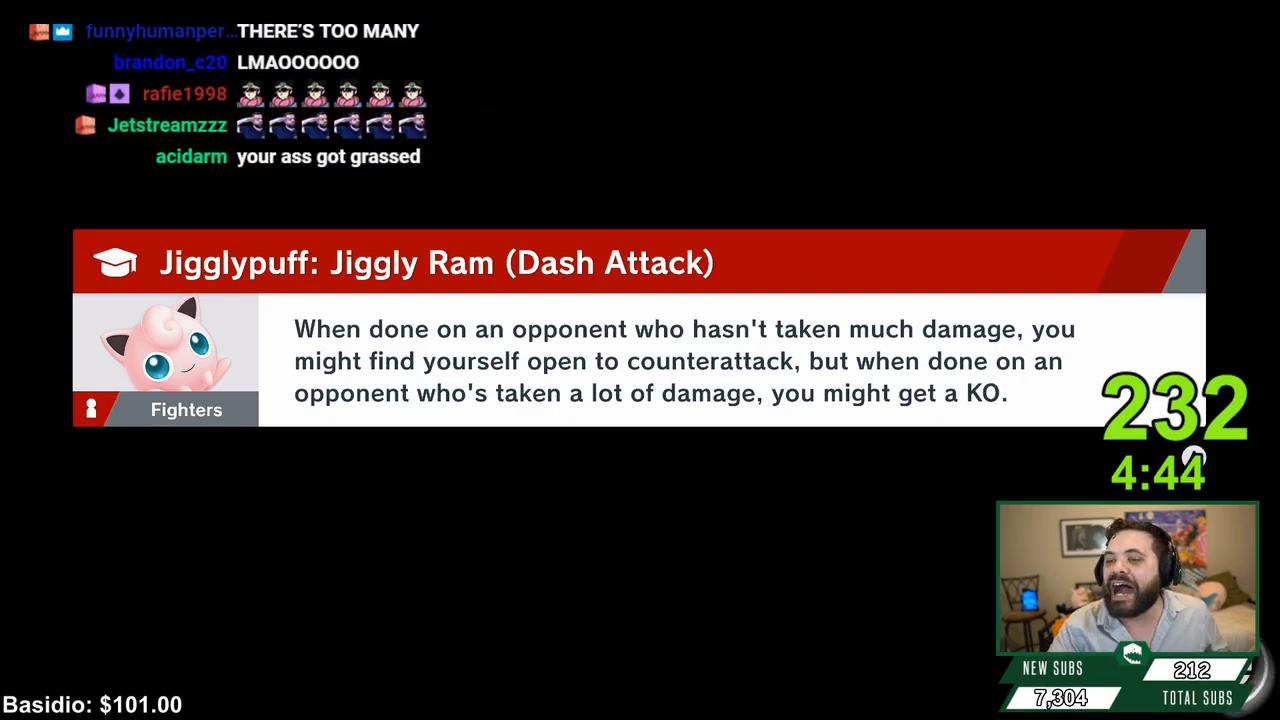 funnyhumanper... THERE'S TOO MANY
brandon_c20 LMAOOOOOO
rafie1998
Jetstreamzzz
acidarm your ass got grassed
Jigglypuff: Jiggly Ram (Dash Attack)
When done on an opponent who hasn't taken much damage, you
might find yourself open to counterattack, but when done on an
opponent who's taken a lot of damage, you might get a KO.
Fighters
232
4:44
NEW SUBS 212
7,304 TOTAL SUBS
Basidio: $101.00